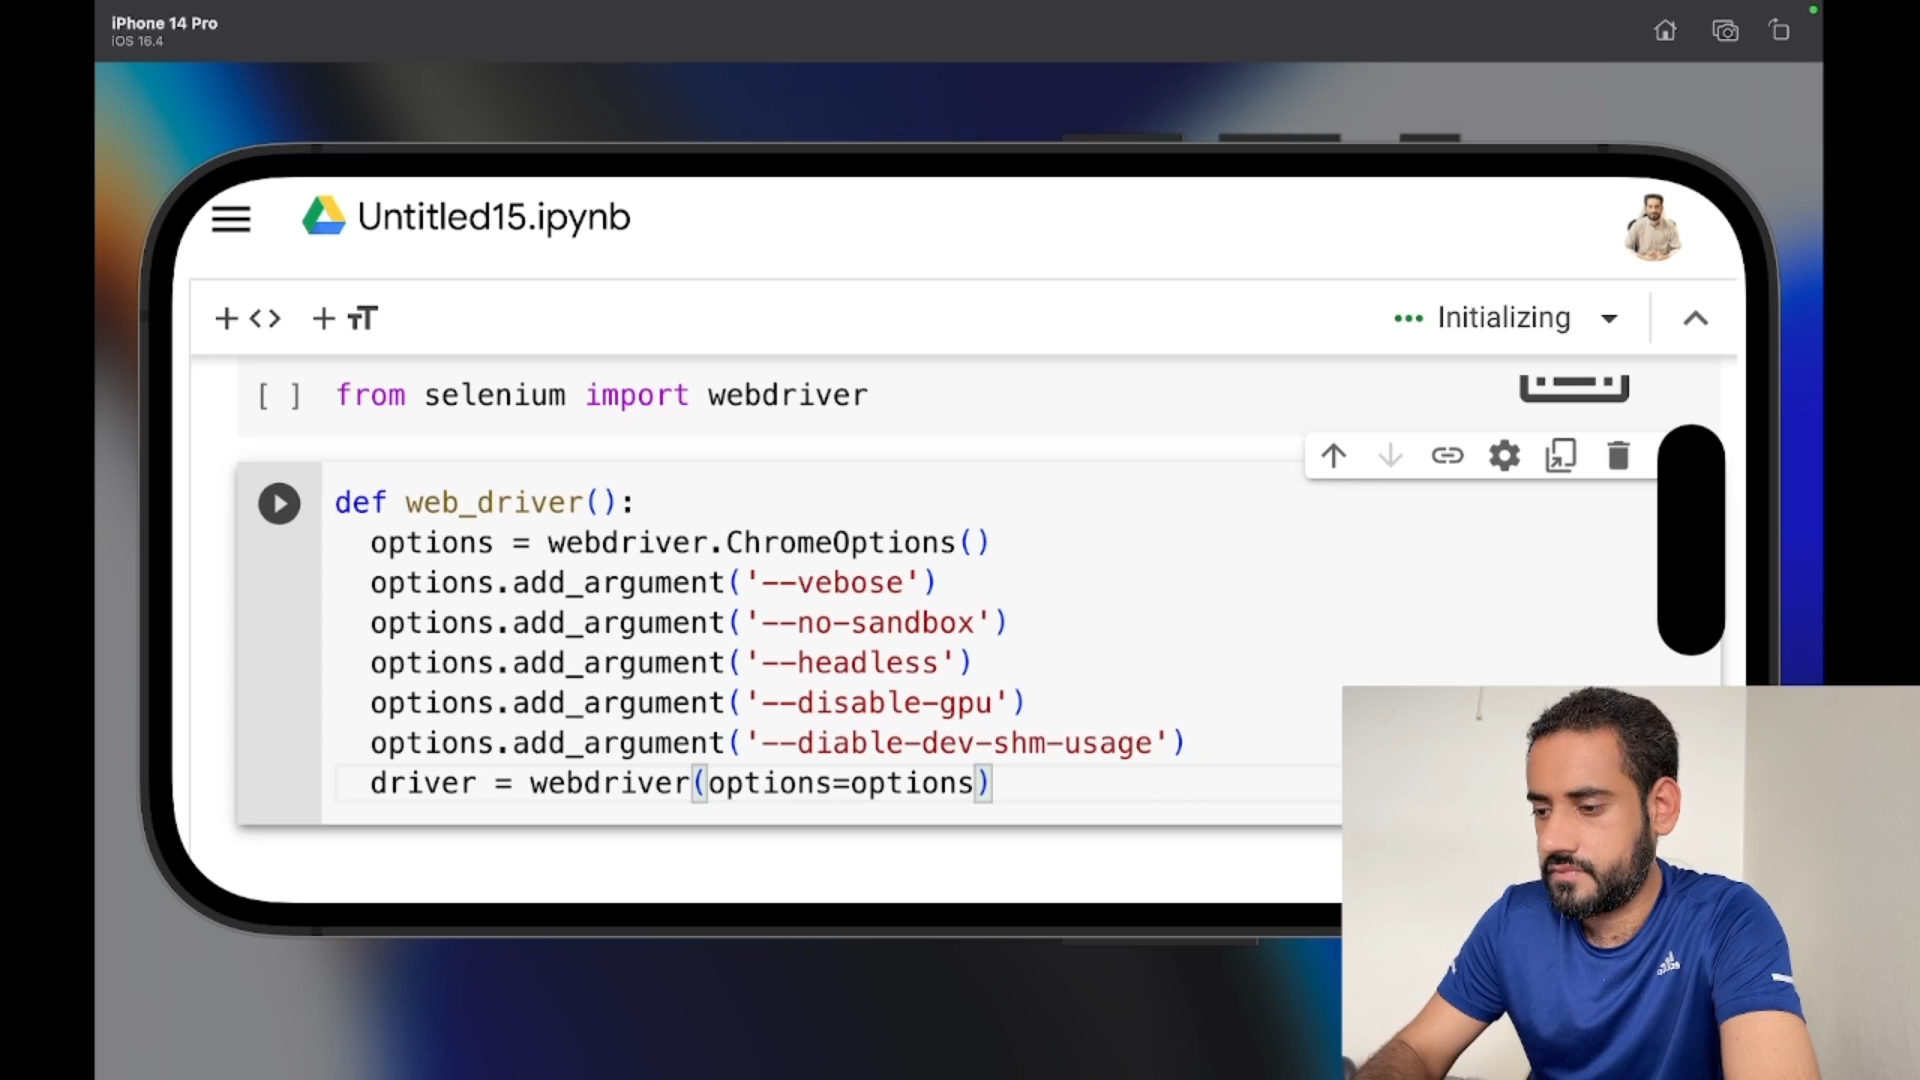 iPhone 14 Pro
iOS 16.4
Untitled15.ipynb
Initializing
[ ] from selenium import webdriver
def web_driver():
options = webdriver.ChromeOptions()
options.add_argument('--vebose')
options.add_argument('--no-sandbox')
options.add_argument('--headless')
options.add_argument('--disable-gpu')
options.add_argument('--diable-dev-shm-usage')
driver = webdriver(options=options)
adidas